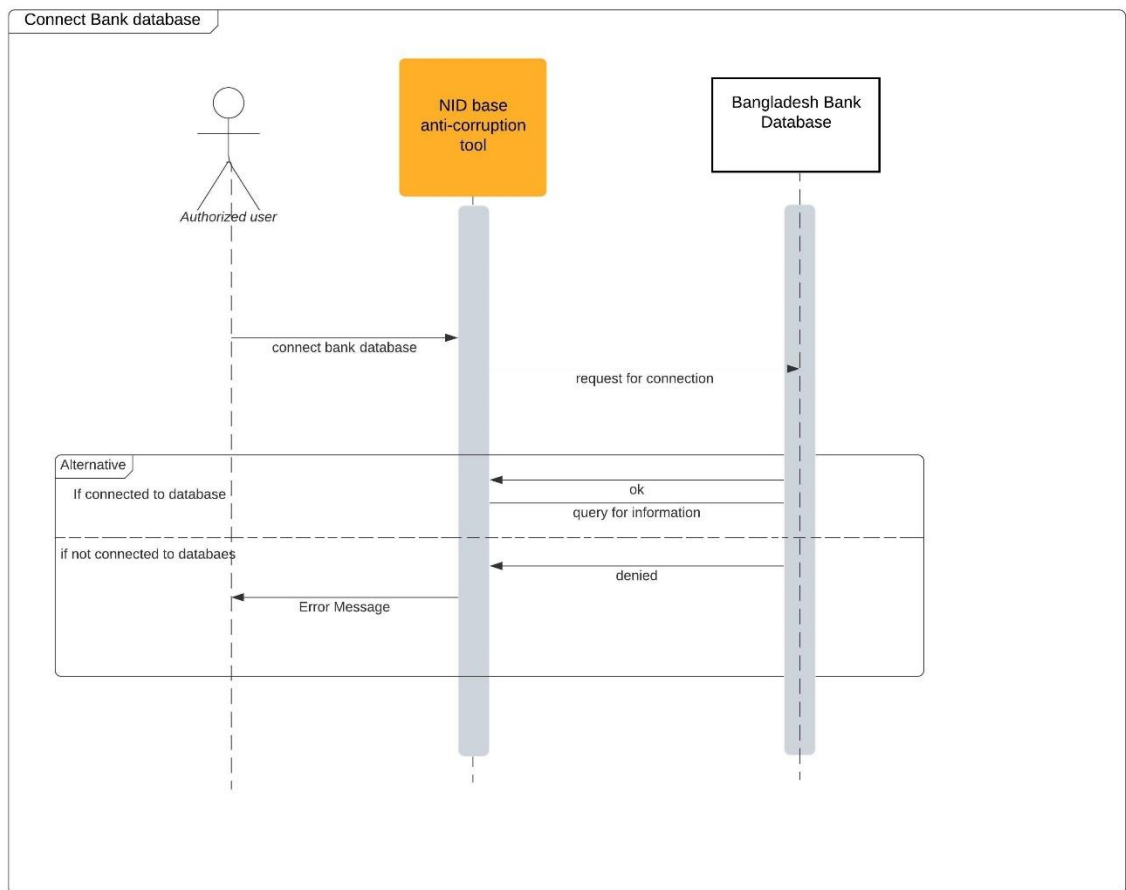 Connect Bank database
NID base
anti-corruption
tool
Bangladesh Bank
Database
Authorized user
connect bank database
request for connection
Alternative
If connected to database
ok
query for information
if not connected to databaes
denied
Error Message